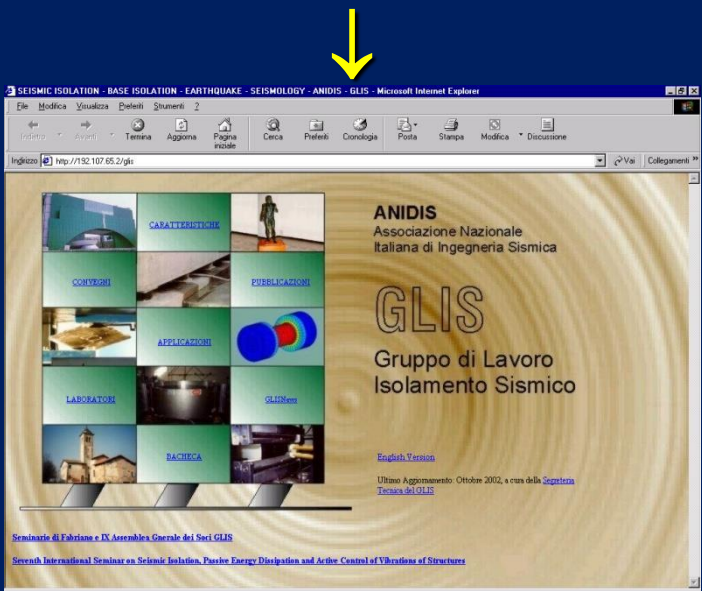 SEISMIC ISOLATION - BASE ISOLATION - EARTHQUAKE - SEISMOLOGY - ANIDIS - GLIS - Microsoft Internet Explorer
File Modifica Visualizza Preferiti Strumenti ?
Indietro Avanti Termina Aggiorna Pagina iniziale Cerca Preferiti Cronologia Posta Stampa Modifica Discussione
Indirizzo http://192.107.65.2/glis Vai Collegamenti »
CARATTERISTICHE
CONVEGNI
PUBBLICAZIONI
APPLICAZIONI
LABORATORI
GLISNews
BACHECA
ANIDIS
Associazione Nazionale
Italiana di Ingegneria Sismica
GLIS
Gruppo di Lavoro
Isolamento Sismico
English Version
Ultimo Aggiornamento: Ottobre 2002, a cura della Segreteria
Tecnica del GLIS
Seminario di Fabriano e IX Assemblea Gnerale dei Soci GLIS
Seventh International Seminar on Seismic Isolation, Passive Energy Dissipation and Active Control of Vibrations of Structures